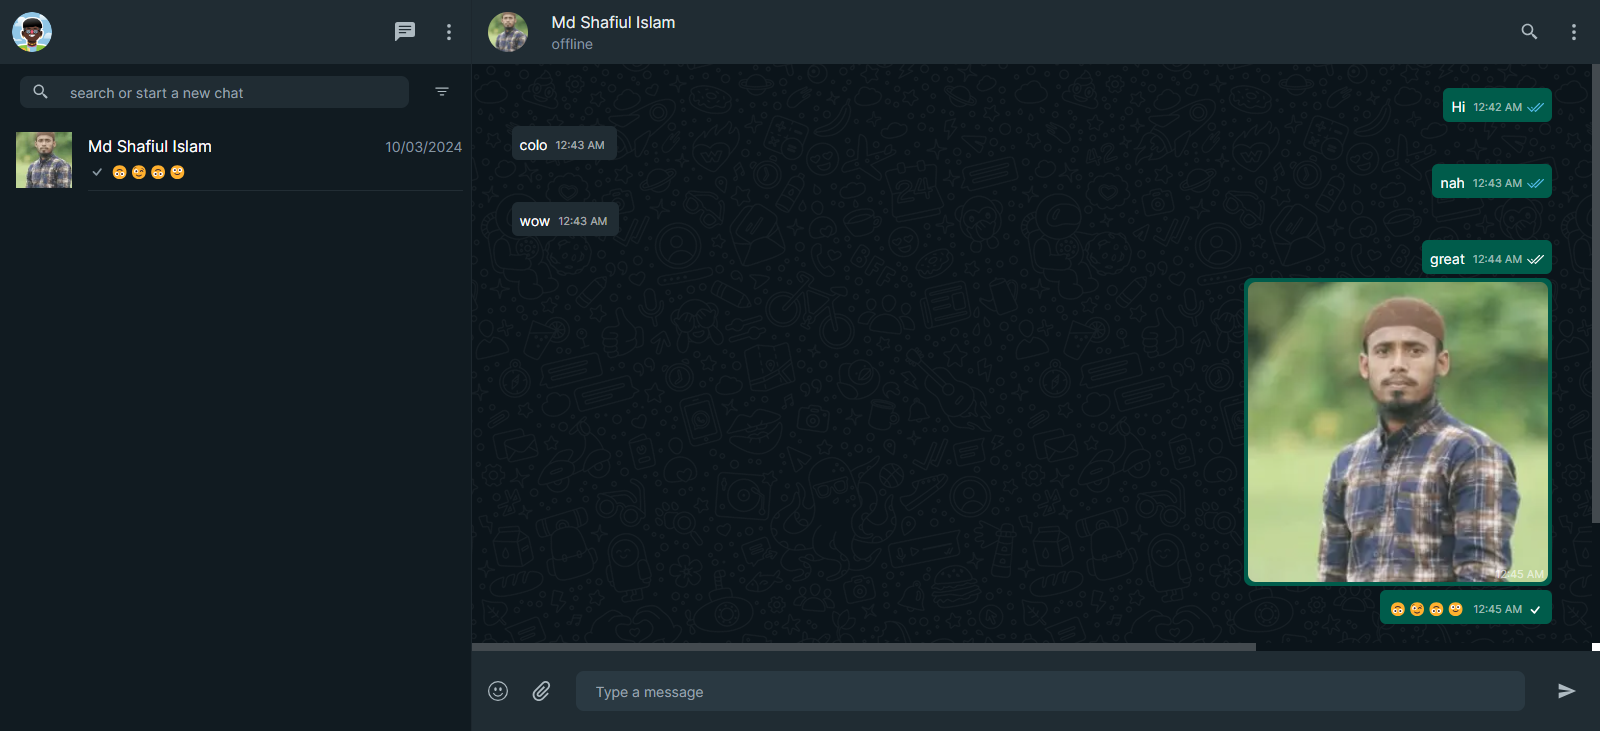 Md Shafiul Islam
offline
search or start a new chat
Md Shafiul Islam 10/03/2024
🙃 😉 🙃 🙂
Hi 12:42 AM
colo 12:43 AM
nah 12:43 AM
wow 12:43 AM
great 12:44 AM
12:45 AM
🙃 😉 🙃 🙂 12:45 AM
Type a message